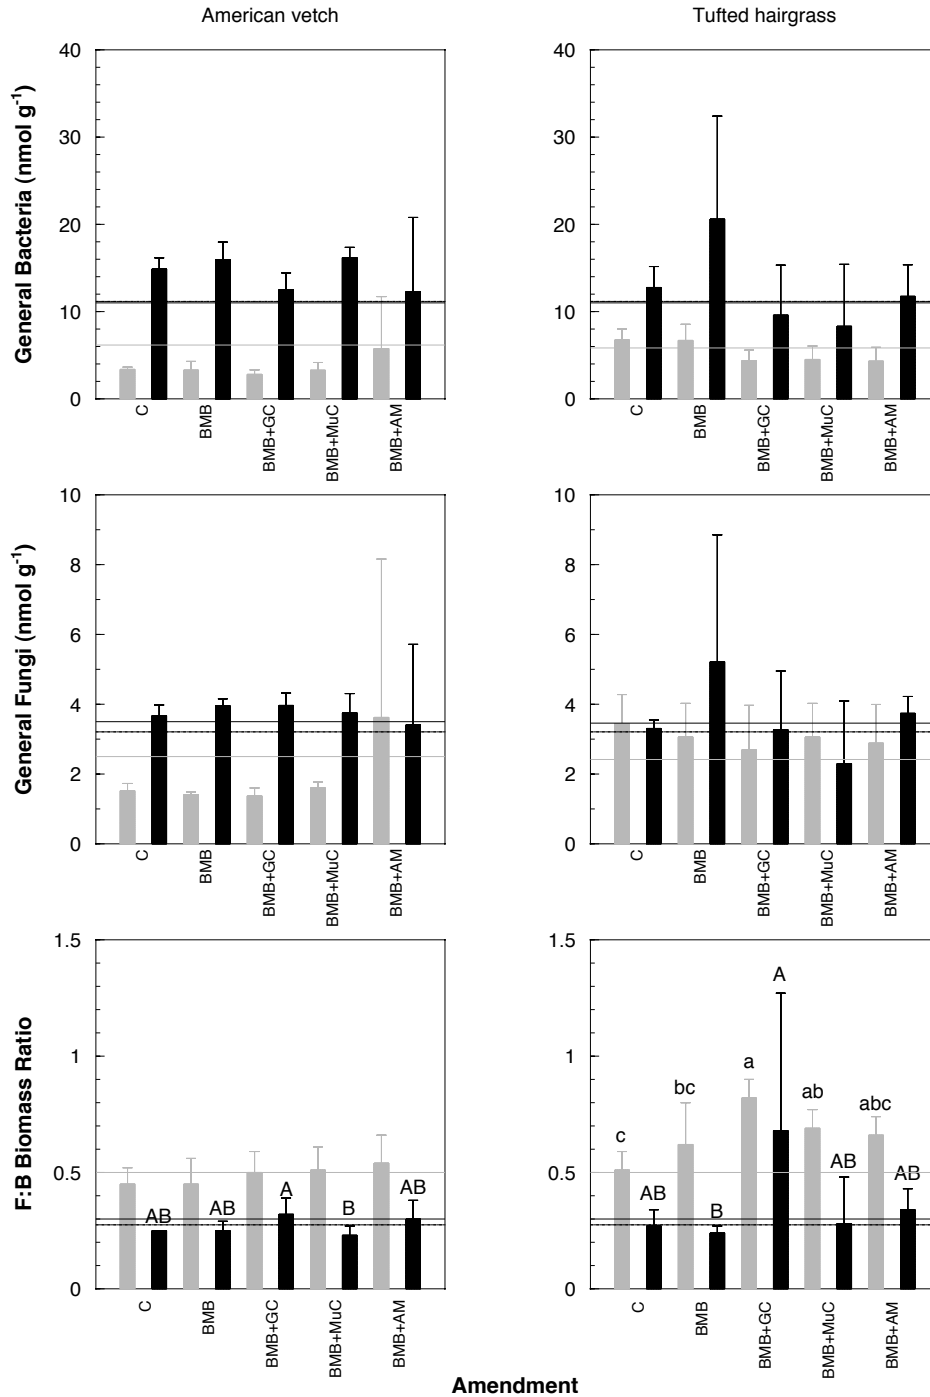 American vetch
Tufted hairgrass
General Bacteria (nmol g-1)
40
30
20
10
0
C
BMB
BMB+GC
BMB+MuC
BMB+AM
40
30
20
10
0
C
BMB
BMB+GC
BMB+MuC
BMB+AM
General Fungi (nmol g-1)
10
8
6
4
2
0
C
BMB
BMB+GC
BMB+MuC
BMB+AM
10
8
6
4
2
0
C
BMB
BMB+GC
BMB+MuC
BMB+AM
F:B Biomass Ratio
1.5
1
0.5
0
AB
AB
A
B
AB
C
BMB
BMB+GC
BMB+MuC
BMB+AM
1.5
1
0.5
0
c
AB
bc
B
a
A
ab
AB
abc
AB
C
BMB
BMB+GC
BMB+MuC
BMB+AM
Amendment